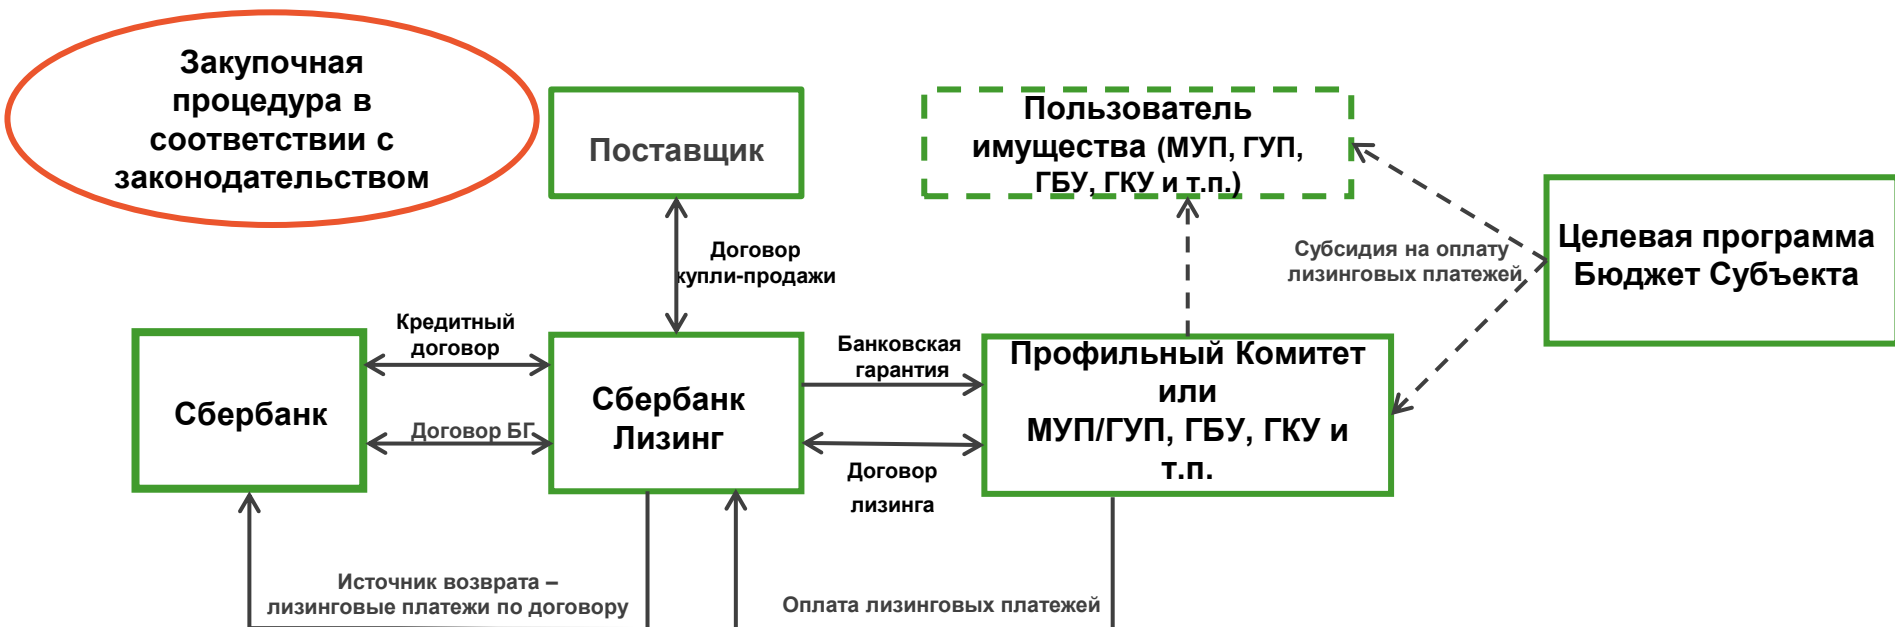 Закупочная
процедура в
соответствии с
законодательством
Поставщик
Пользователь
имущества (МУП, ГУП,
ГБУ, ГКУ и т.п.)
Целевая программа
Бюджет Субъекта
Субсидия на оплату
лизинговых платежей
Договор
купли-продажи
Кредитный
договор
Договор БГ
Сбербанк
Сбербанк
Лизинг
Банковская
гарантия
Договор
лизинга
Профильный Комитет
или
МУП/ГУП, ГБУ, ГКУ и
т.п.
Источник возврата –
лизинговые платежи по договору
Оплата лизинговых платежей